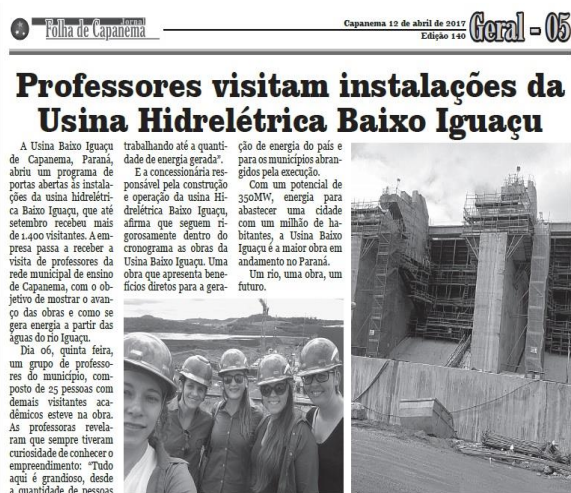 Jornal
Folha de Capanema
Capanema 12 de abril de 2017
Edição 140
Geral - 05
Professores visitam instalações da
Usina Hidrelétrica Baixo Iguaçu
A Usina Baixo Iguaçu
de Capanema, Paraná,
abriu um programa de
portas abertas às instala-
ções da usina hidrelétri-
ca Baixo Iguaçu, que até
setembro recebeu mais
de 1.400 visitantes. A em-
presa passa a receber a
visita de professores da
rede municipal de ensino
de Capanema, com o ob-
jetivo de mostrar o avan-
ço das obras e como se
gera energia a partir das
águas do rio Iguaçu.
Dia 06, quinta feira,
um grupo de professo-
res do município, com-
posto de 25 pessoas com
demais visitantes aca-
dêmicos esteve na obra.
As professoras revela-
ram que sempre tiveram
curiosidade de conhecer o
empreendimento: "Tudo
aqui é grandioso, desde
a quantidade de pessoas
trabalhando até a quanti-
dade de energia gerada".
E a concessionária res-
ponsável pela construção
e operação da usina Hi-
drelétrica Baixo Iguaçu,
afirma que seguem ri-
gorosamente dentro do
cronograma as obras da
Usina Baixo Iguaçu. Uma
obra que apresenta bene-
fícios diretos para a gera-
ção de energia do país e
para os municípios abran-
gidos pela execução.
Com um potencial de
350MW, energia para
abastecer uma cidade
com um milhão de ha-
bitantes, a Usina Baixo
Iguaçu é a maior obra em
andamento no Paraná.
Um rio, uma obra, um
futuro.